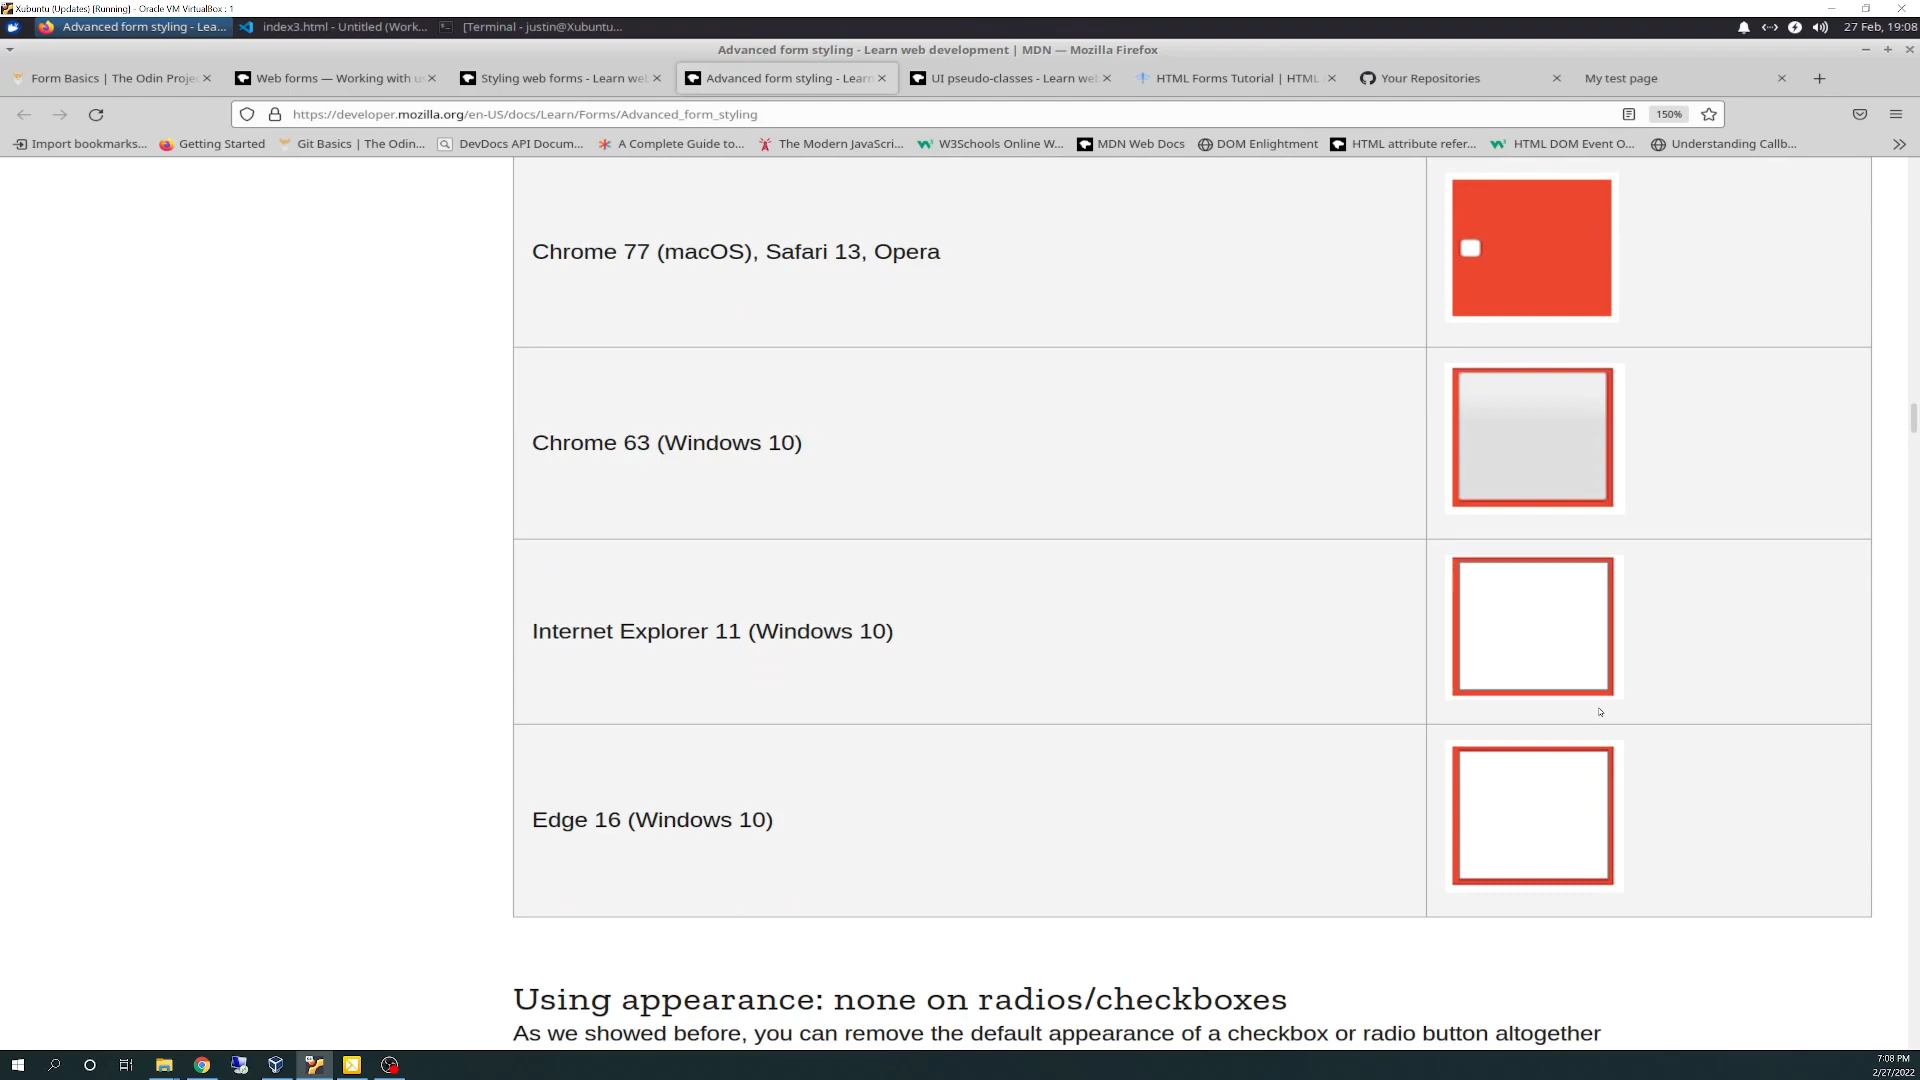 Xubuntu (Updates) [Running] - Oracle VM VirtualBox : 1
Advanced form styling - Lea...
index3.html - Untitled (Work...
[Terminal - justin@Xubuntu...
27 Feb, 19:08
Advanced form styling - Learn web development | MDN — Mozilla Firefox
Form Basics | The Odin Proje
Web forms — Working with us
Styling web forms - Learn wel
Advanced form styling - Learn
UI pseudo-classes - Learn wel
HTML Forms Tutorial | HTML
Your Repositories
My test page
https://developer.mozilla.org/en-US/docs/Learn/Forms/Advanced_form_styling
150%
Import bookmarks...
Getting Started
Git Basics | The Odin...
DevDocs API Docum...
A Complete Guide to...
The Modern JavaScri...
W3Schools Online W...
MDN Web Docs
DOM Enlightment
HTML attribute refer...
HTML DOM Event O...
Understanding Callb...
Chrome 77 (macOS), Safari 13, Opera
Chrome 63 (Windows 10)
Internet Explorer 11 (Windows 10)
Edge 16 (Windows 10)
Using appearance: none on radios/checkboxes
As we showed before, you can remove the default appearance of a checkbox or radio button altogether
7:08 PM
2/27/2022